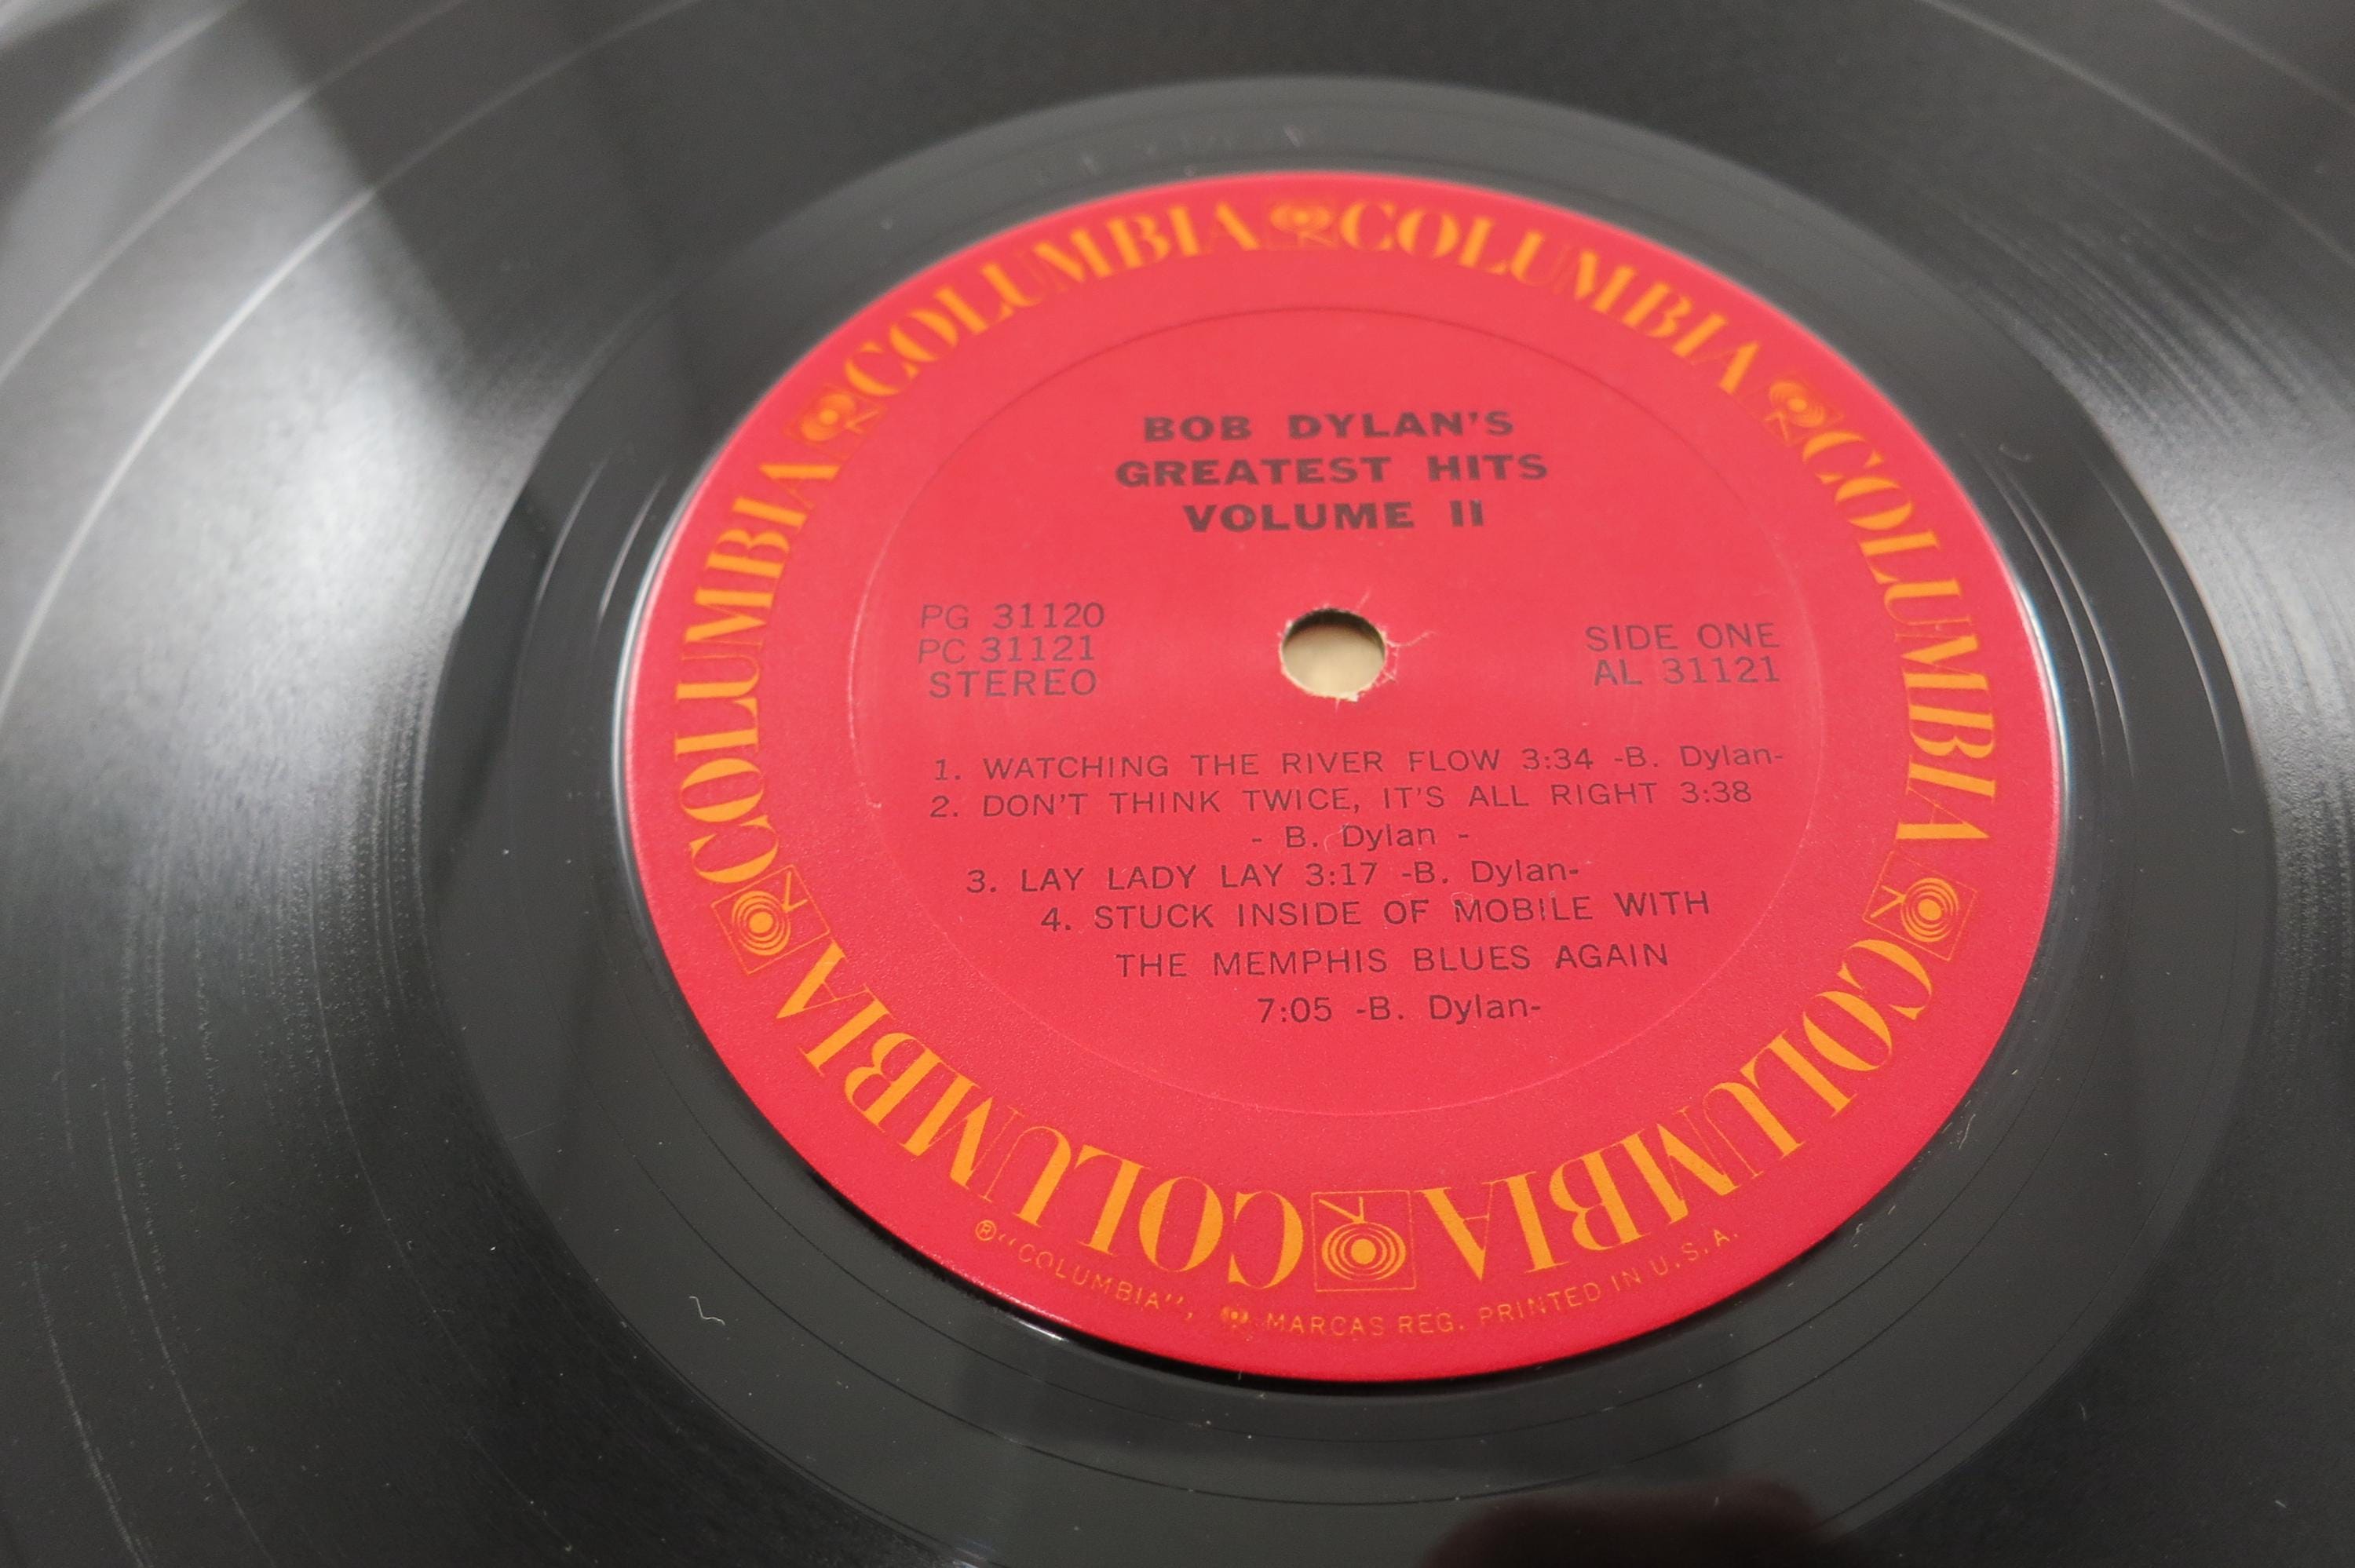 COLUMBIA COLUMBIA COLUMBIA COLUMBIA COLUMBIA COLUMBIA
BOB DYLAN'S
GREATEST HITS
VOLUME II
PG 31120
PC 31121
STEREO
SIDE ONE
AL 31121
1. WATCHING THE RIVER FLOW 3:34 -B. Dylan-
2. DON'T THINK TWICE, IT'S ALL RIGHT 3:38
- B. Dylan -
3. LAY LADY LAY 3:17 -B. Dylan-
4. STUCK INSIDE OF MOBILE WITH
THE MEMPHIS BLUES AGAIN
7:05 -B. Dylan-
® "COLUMBIA", MARCAS REG. PRINTED IN U.S.A.